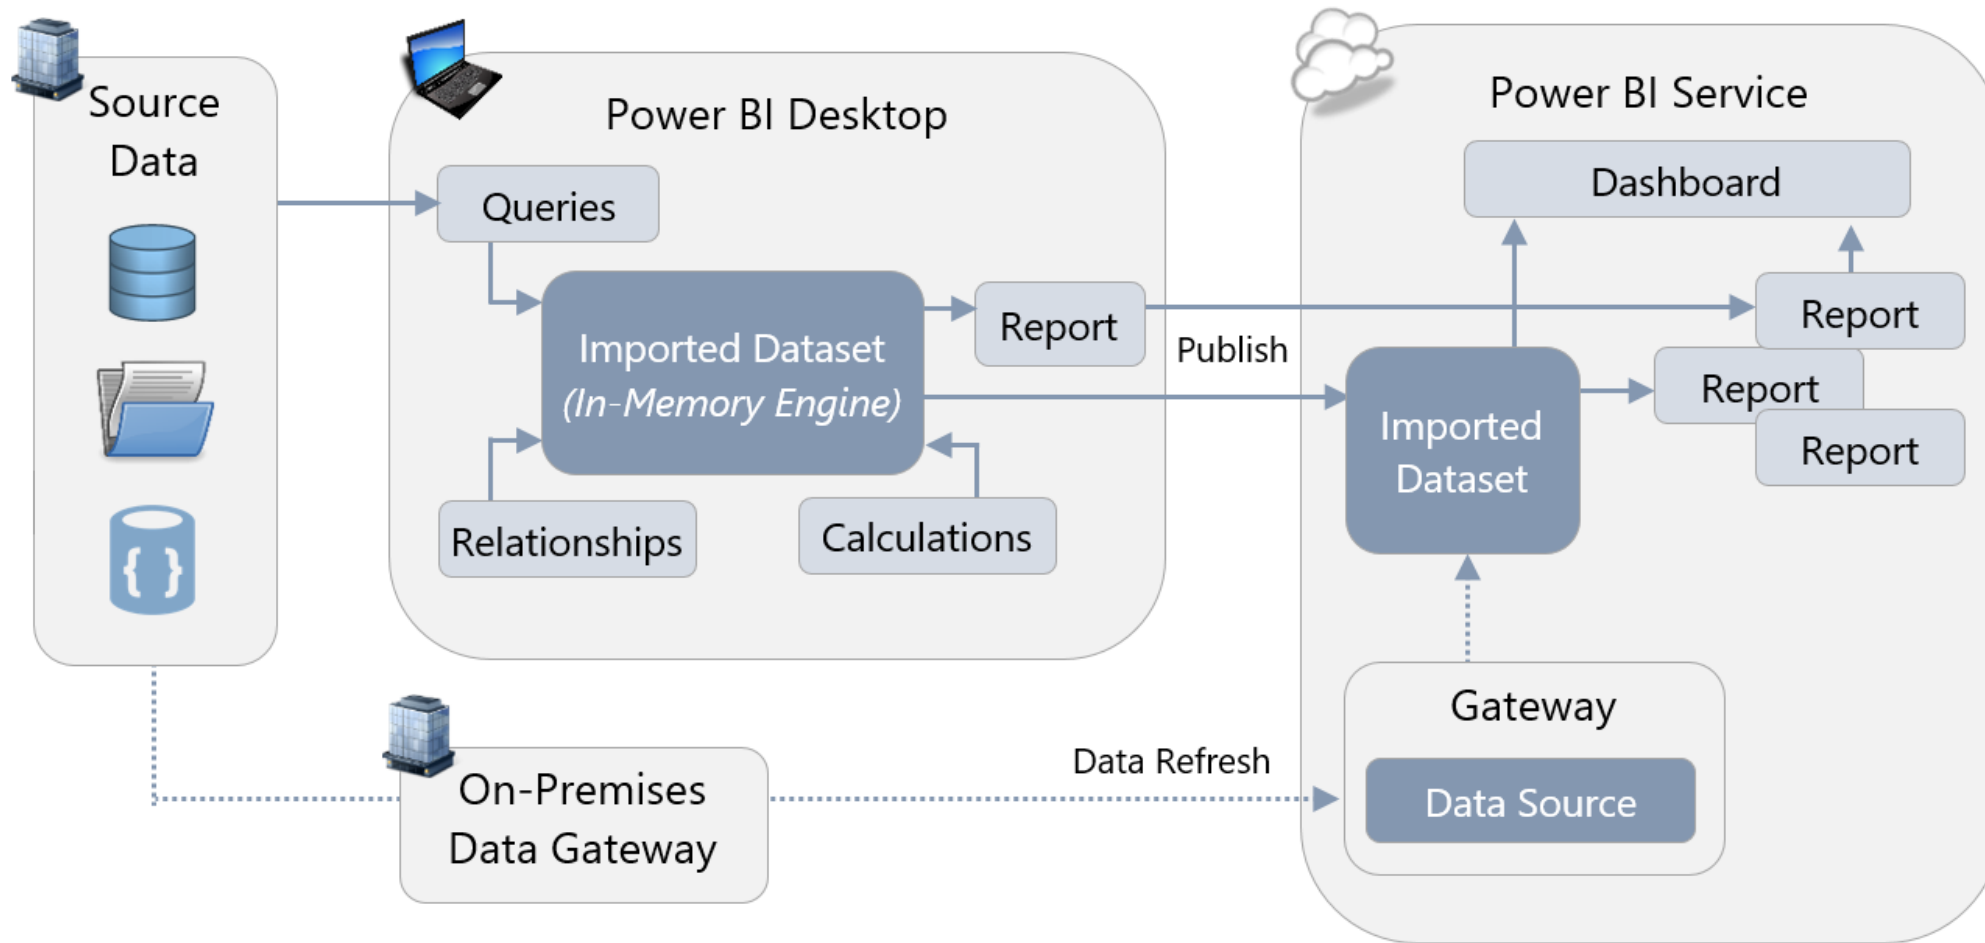 Source
Data
Power BI Desktop
Queries
Imported Dataset
(In-Memory Engine)
Report
Relationships
Calculations
Publish
Power BI Service
Dashboard
Report
Report
Report
Imported
Dataset
On-Premises
Data Gateway
Data Refresh
Gateway
Data Source
{ }